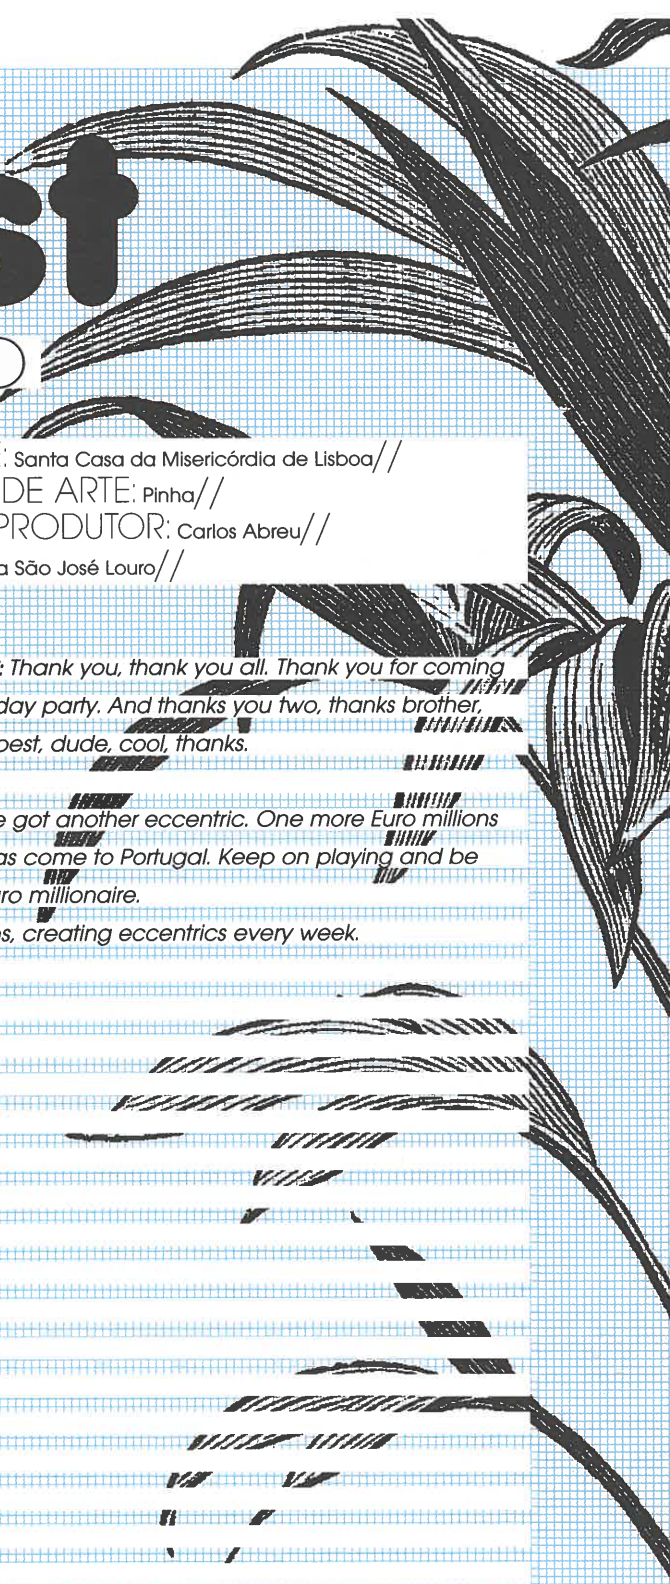 st
: Santa Casa da Misericórdia de Lisboa//
DE ARTE: Pinha//
PRODUTOR: Carlos Abreu//
a São José Louro//
: Thank you, thank you all. Thank you for coming
day party. And thanks you two, thanks brother,
best, dude, cool, thanks.
e got another eccentric. One more Euro millions
as come to Portugal. Keep on playing and be
ro millionaire.
s, creating eccentrics every week.